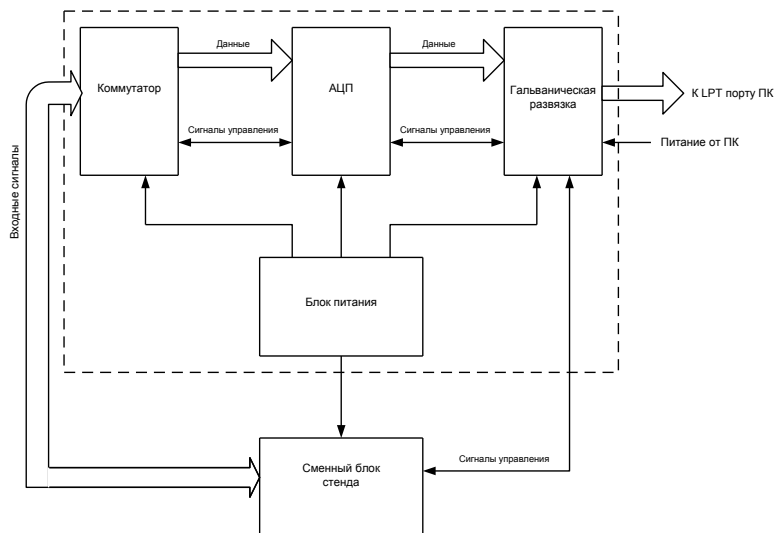 Данные
Данные
Коммутатор
АЦП
Гальваническая
развязка
К LPT порту ПК
Сигналы управления
Сигналы управления
Питание от ПК
Входные сигналы
Блок питания
Сменный блок
стенда
Сигналы управления